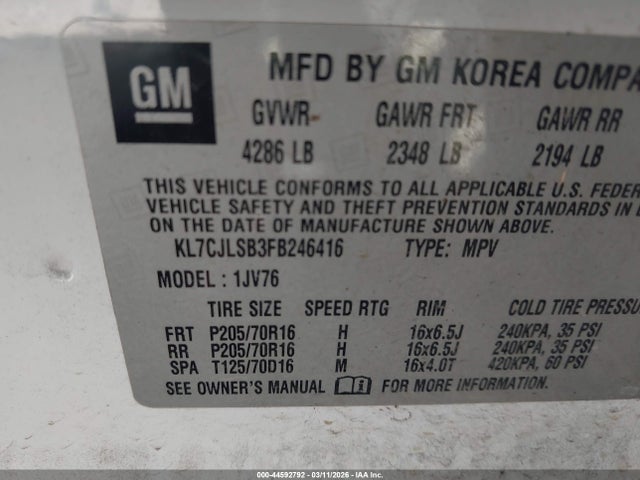 GM
MFD BY GM KOREA COMPA
GVWR GAWR FRT GAWR RR
4286 LB 2348 LB 2194 LB
THIS VEHICLE CONFORMS TO ALL APPLICABLE U.S. FEDER
VEHICLE SAFETY AND THEFT PREVENTION STANDARDS IN E
ON THE DATE OF MANUFACTURE SHOWN ABOVE.
KL7CJLSB3FB246416 TYPE: MPV
MODEL: 1JV76
TIRE SIZE SPEED RTG RIM COLD TIRE PRESSU
FRT P205/70R16 H 16x6.5J 240KPA, 35 PSI
RR P205/70R16 H 16x6.5J 240KPA, 35 PSI
SPA T125/70D16 M 16x4.0T 420KPA, 60 PSI
SEE OWNER'S MANUAL FOR MORE INFORMATION.
000-44592792 - 03/11/2026 - IAA Inc.